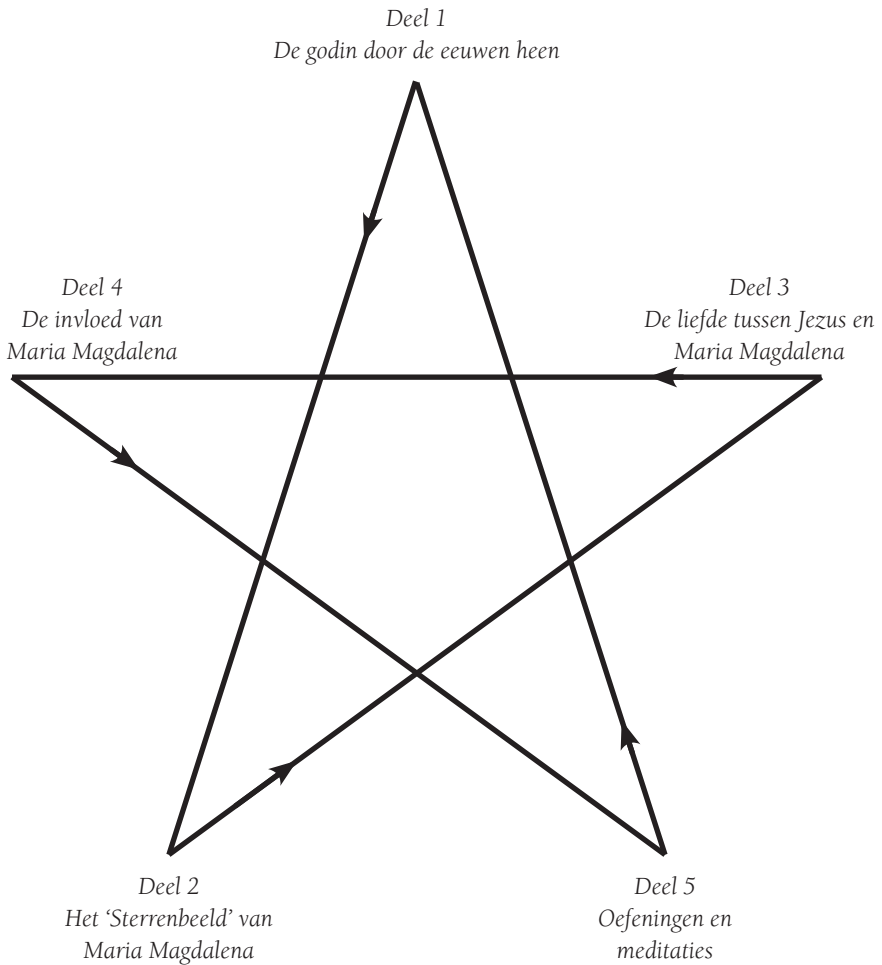 Deel 1
De godin door de eeuwen heen
Deel 4
De invloed van
Maria Magdalena
Deel 3
De liefde tussen Jezus en
Maria Magdalena
Deel 2
Het ‘Sterrenbeeld’ van
Maria Magdalena
Deel 5
Oefeningen en
meditaties